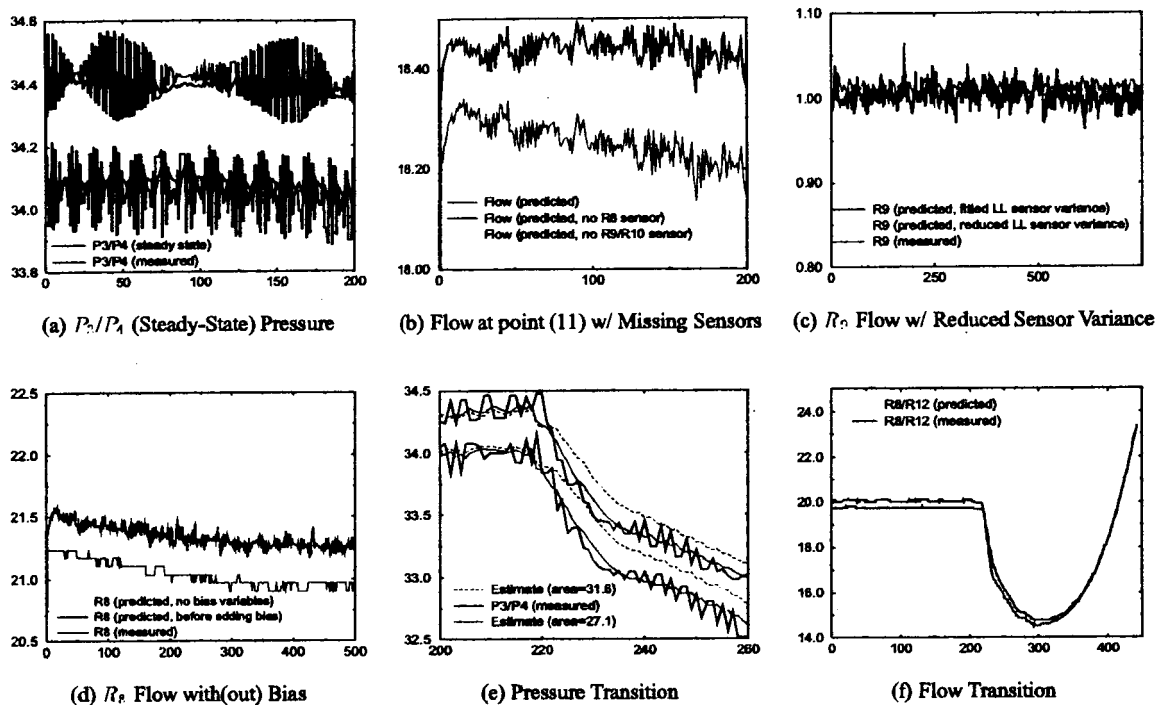 34.6
34.4
34.2
34.0
33.8
P3/P4 (steady state)
P3/P4 (measured)
0 50 100 150 200
(a) P3/P4 (Steady-State) Pressure
18.40
18.20
18.00
Flow (predicted)
Flow (predicted, no R8 sensor)
Flow (predicted, no R9/R10 sensor)
0 100 200
(b) Flow at point (11) w/ Missing Sensors
1.00
0.90
0.80
R9 (predicted, fitted LL sensor variance)
R9 (predicted, reduced LL sensor variance)
R9 (measured)
0 250 500
(c) R9 Flow w/ Reduced Sensor Variance
22.5
22.0
21.5
21.0
20.5
R8 (predicted, no bias variables)
R8 (predicted, before adding bias)
R8 (measured)
0 100 200 300 400 500
(d) R8 Flow with(out) Bias
34.5
34.0
33.5
33.0
32.5
Estimate (area=31.6)
P3/P4 (measured)
Estimate (area=27.1)
200 220 240 260
(e) Pressure Transition
24.0
22.0
20.0
18.0
16.0
14.0
R8/R12 (predicted)
R8/R12 (measured)
0 100 200 300 400
(f) Flow Transition